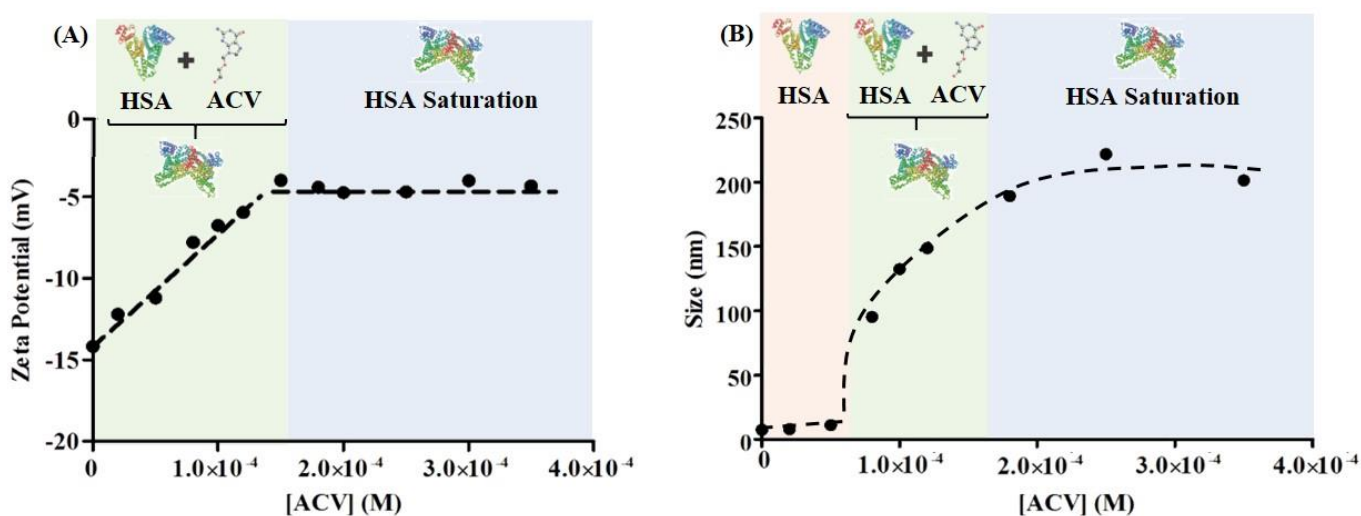 (A)
HSA + ACV
HSA Saturation
0
-5
-10
-15
-20
Zeta Potential (mV)
0 1.0×10⁻⁴ 2.0×10⁻⁴ 3.0×10⁻⁴ 4.0×10⁻⁴
[ACV] (M)
(B)
HSA
HSA + ACV
HSA Saturation
250
200
150
100
50
0
Size (nm)
0 1.0×10⁻⁴ 2.0×10⁻⁴ 3.0×10⁻⁴ 4.0×10⁻⁴
[ACV] (M)